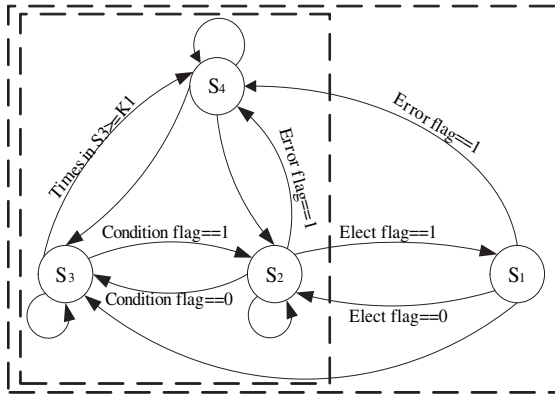 S4
Times in S3>=K1
Error flag==1
Error flag==1
Condition flag==1
Elect flag==1
S3
S2
S1
Condition flag==0
Elect flag==0